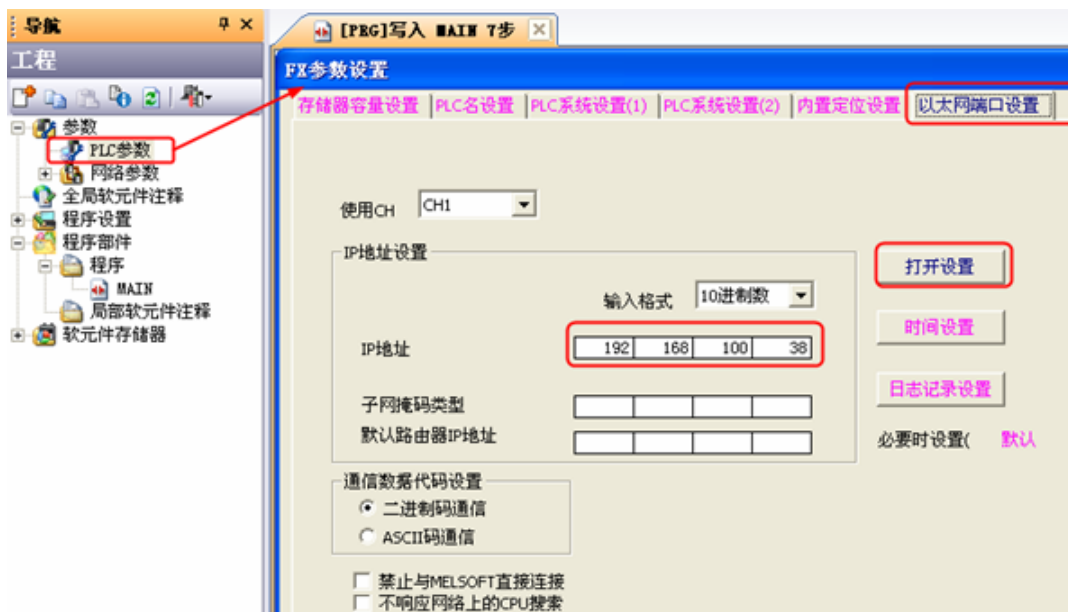 导航
工程
参数
PLC参数
网络参数
全局软元件注释
程序设置
程序部件
程序
MAIN
局部软元件注释
软元件存储器
[PRG]写入 MAIN 7步
FX参数设置
存储器容量设置 PLC名设置 PLC系统设置(1) PLC系统设置(2) 内置定位设置 以太网端口设置
使用CH CH1
IP地址设置
输入格式 10进制数
IP地址 192 168 100 38
子网掩码类型
默认路由器IP地址
打开设置
时间设置
日志记录设置
必要时设置( 默认
通信数据代码设置
二进制码通信
ASCII码通信
禁止与MELSOFT直接连接
不响应网络上的CPU搜索